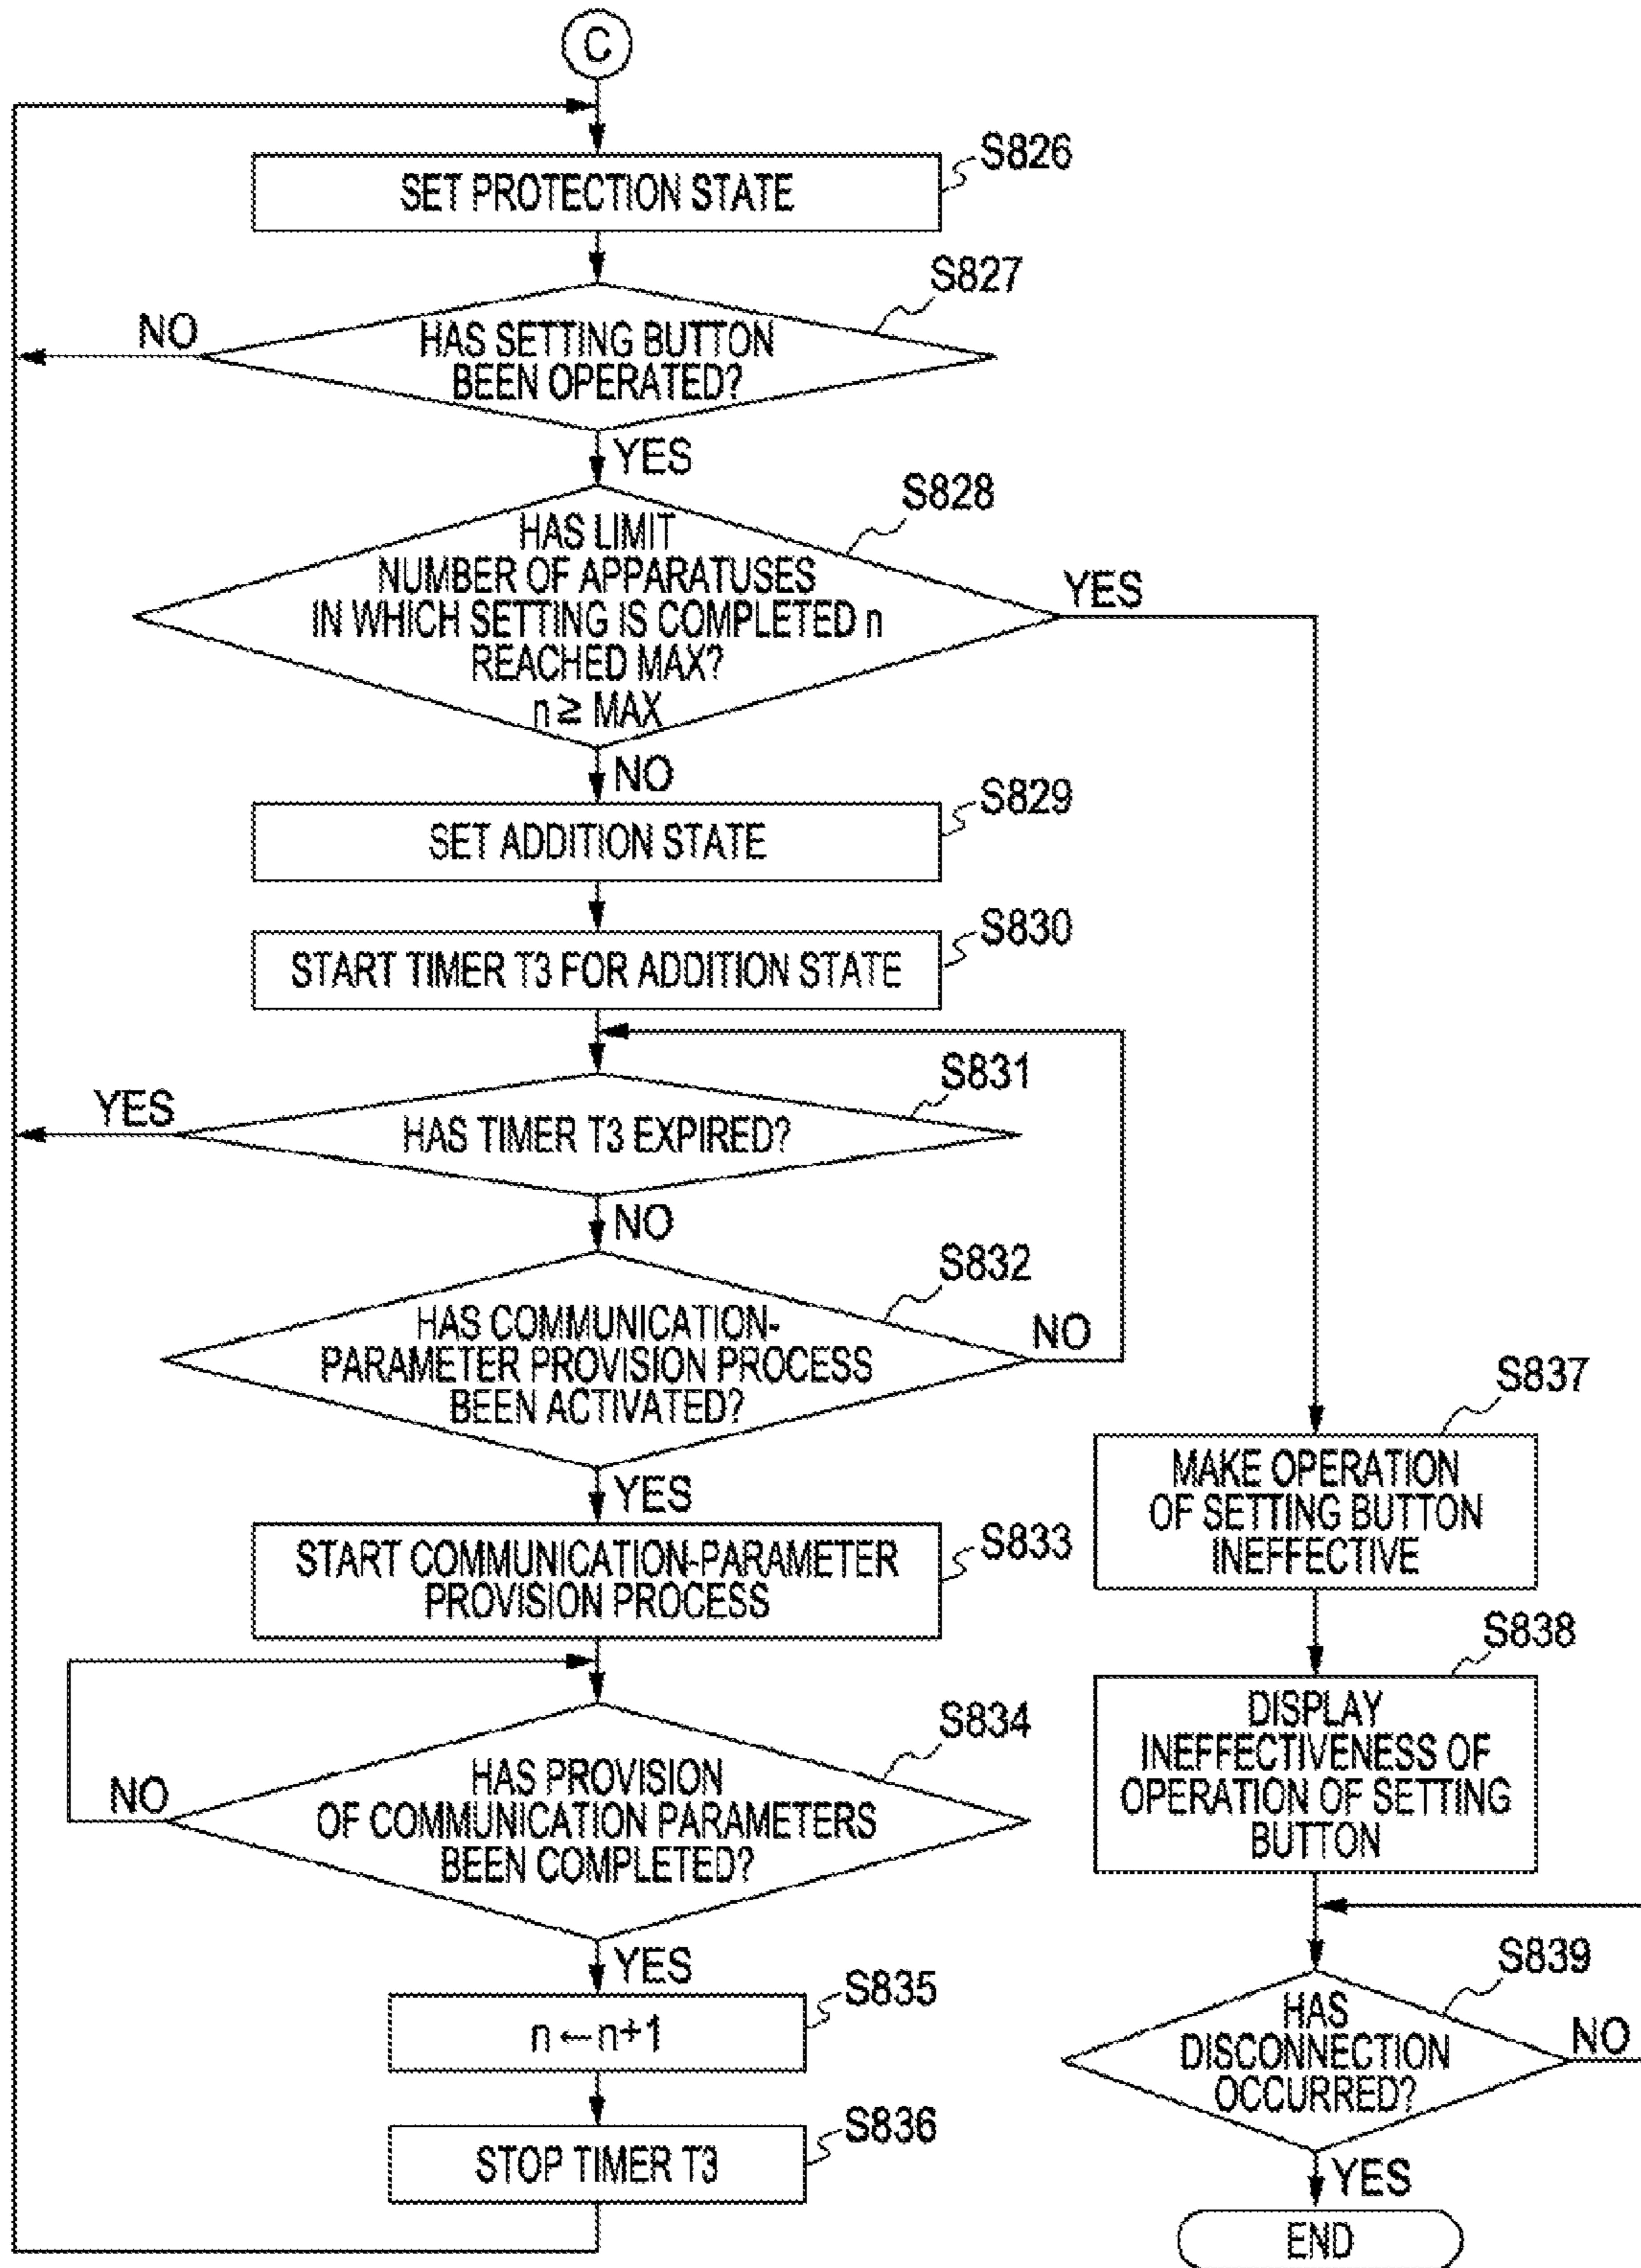 C
S826
SET PROTECTION STATE
S827
NO
HAS SETTING BUTTON
BEEN OPERATED?
YES
S828
HAS LIMIT
NUMBER OF APPARATUSES
IN WHICH SETTING IS COMPLETED n
REACHED MAX?
n ≥ MAX
YES
NO
S829
SET ADDITION STATE
S830
START TIMER T3 FOR ADDITION STATE
S831
YES
HAS TIMER T3 EXPIRED?
NO
S832
HAS COMMUNICATION-
PARAMETER PROVISION PROCESS
BEEN ACTIVATED?
NO
YES
S833
START COMMUNICATION-PARAMETER
PROVISION PROCESS
S834
NO
HAS PROVISION
OF COMMUNICATION PARAMETERS
BEEN COMPLETED?
YES
S835
n ← n+1
S836
STOP TIMER T3
S837
MAKE OPERATION
OF SETTING BUTTON
INEFFECTIVE
S838
DISPLAY
INEFFECTIVENESS OF
OPERATION OF SETTING
BUTTON
S839
HAS
DISCONNECTION
OCCURRED?
NO
YES
END